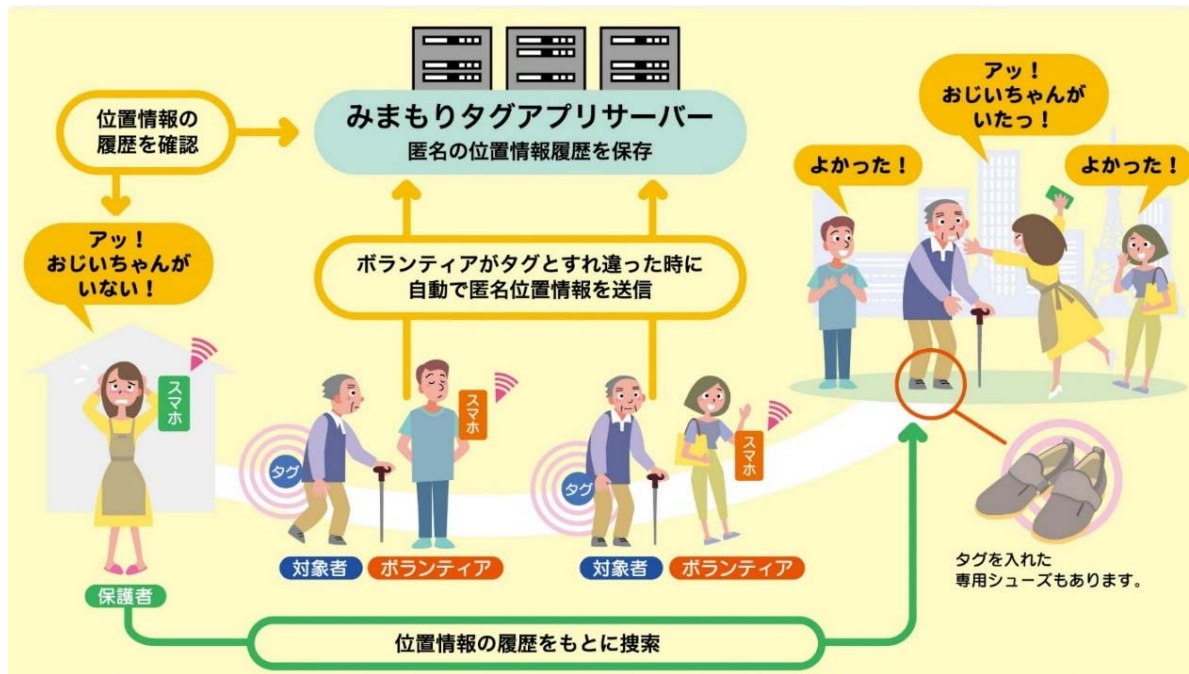 みまもりタグアプリサーバー
匿名の位置情報履歴を保存
位置情報の
履歴を確認
アッ！
おじいちゃんが
いない！
スマホ
保護者
ボランティアがタグとすれ違った時に
自動で匿名位置情報を送信
タグ
スマホ
対象者
ボランティア
タグ
スマホ
対象者
ボランティア
よかった！
アッ！
おじいちゃんが
いたっ！
よかった！
タグを入れた
専用シューズもあります。
位置情報の履歴をもとに捜索